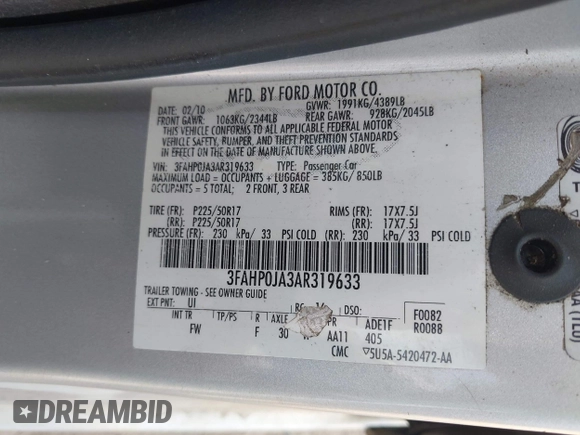 MFD. BY FORD MOTOR CO.
DATE: 02/10 GVWR: 1991KG/4389LB
FRONT GAWR: 1063KG/2344LB REAR GAWR: 928KG/2045LB
THIS VEHICLE CONFORMS TO ALL APPLICABLE FEDERAL MOTOR
VEHICLE SAFETY, BUMPER, AND THEFT PREVENTION STANDARDS
IN EFFECT ON THE DATE OF MANUFACTURE SHOWN ABOVE.
VIN: 3FAHP0JA3AR319633 TYPE: Passenger Car
MAXIMUM LOAD = OCCUPANTS + LUGGAGE = 385KG/850LB
OCCUPANTS = 5 TOTAL; 2 FRONT, 3 REAR
TIRE (FR): P225/50R17 RIMS (FR): 17X7.5J
(RR): P225/50R17 (RR): 17X7.5J
PRESSURE (FR): 230 kPa/ 33 PSI COLD (RR): 230 kPa/ 33 PSI COLD
3FAHP0JA3AR319633
TRAILER TOWING - SEE OWNER GUIDE
EXT PNT: UI DSO: F0082
INT TR TP/PS R AXLE ADE1F R0088
FW F 30 AA11 405
CMC ▽5U5A-5420472-AA
DREAMBID